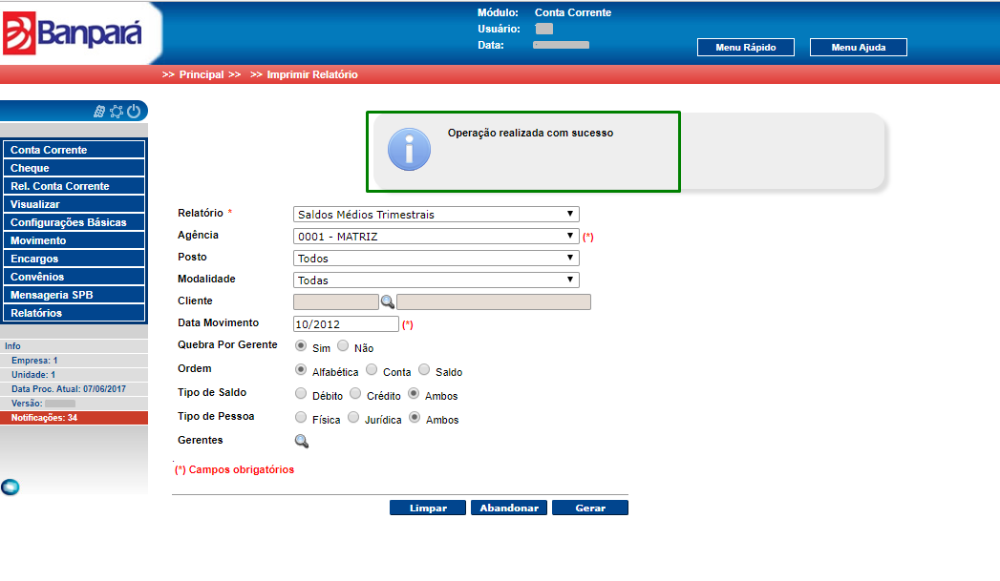 Banpará
Módulo: Conta Corrente
Usuário:
Data:
Menu Rápido
Menu Ajuda
>> Principal >> >> Imprimir Relatório
Conta Corrente
Cheque
Rel. Conta Corrente
Visualizar
Configurações Básicas
Movimento
Encargos
Convênios
Mensageria SPB
Relatórios
Info
Empresa: 1
Unidade: 1
Data Proc. Atual: 07/06/2017
Versão:
Notificações: 34
Operação realizada com sucesso
Relatório * Saldos Médios Trimestrais
Agência 0001 - MATRIZ (*)
Posto Todos
Modalidade Todas
Cliente
Data Movimento 10/2012 (*)
Quebra Por Gerente Sim Não
Ordem Alfabética Conta Saldo
Tipo de Saldo Débito Crédito Ambos
Tipo de Pessoa Física Jurídica Ambos
Gerentes
(*) Campos obrigatórios
Limpar Abandonar Gerar